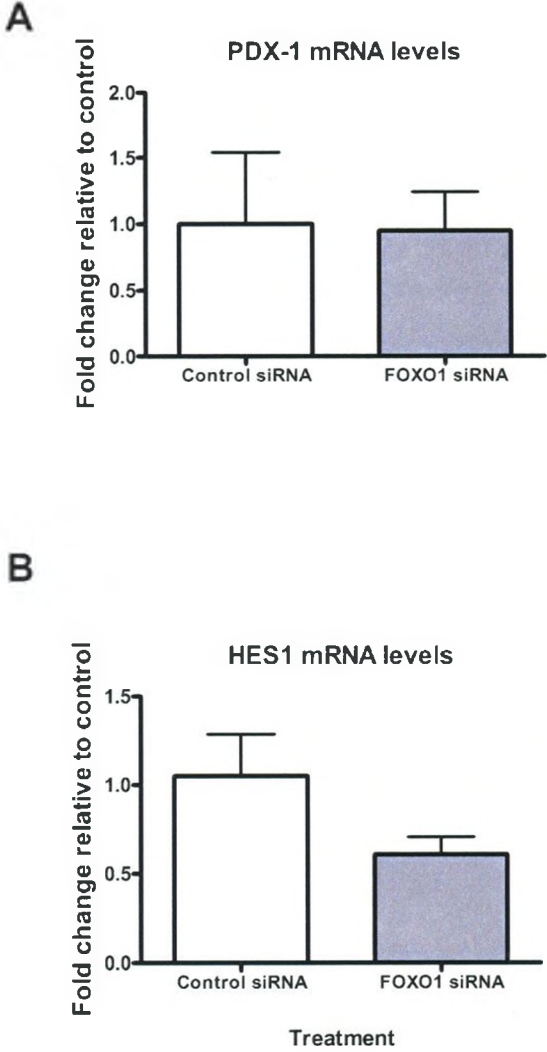 A
PDX-1 mRNA levels
Fold change relative to control
2.0
1.5
1.0
0.5
0.0
Control siRNA
FOXO1 siRNA
B
HES1 mRNA levels
Fold change relative to control
1.5
1.0
0.5
0.0
Control siRNA
FOXO1 siRNA
Treatment